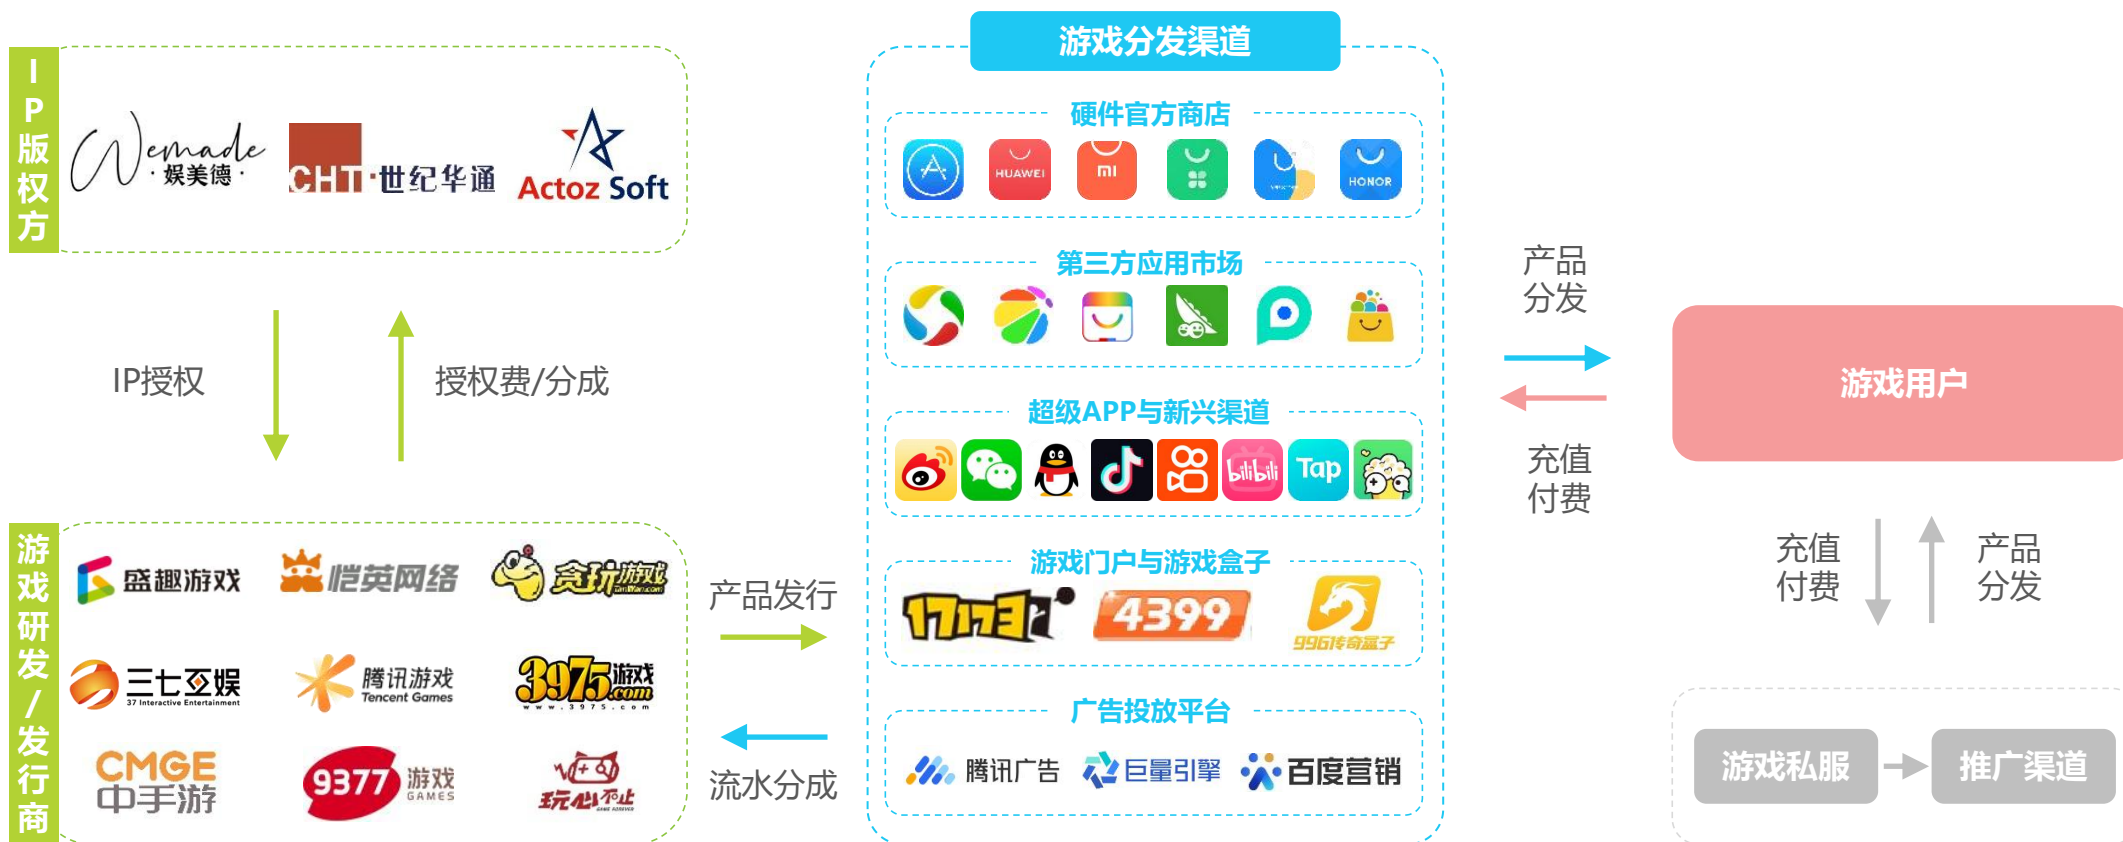 IP版权方
Wemade
·娱美德·
CHT·世纪华通
Actoz Soft
IP授权
授权费/分成
游戏研发/发行商
盛趣游戏
恺英网络
贪玩游戏
三七互娱
37 Interactive Entertainment
腾讯游戏
Tencent Games
3975游戏
.com
www.3975.com
CMGE
中手游
9377游戏
GAMES
玩心不止
GAME FOREVER
产品发行
流水分成
游戏分发渠道
硬件官方商店
HUAWEI
MI
HONOR
第三方应用市场
超级APP与新兴渠道
bilibili
Tap
游戏门户与游戏盒子
17173
4399
996传奇盒子
广告投放平台
腾讯广告
巨量引擎
百度营销
产品
分发
充值
付费
游戏用户
充值
付费
产品
分发
游戏私服
推广渠道